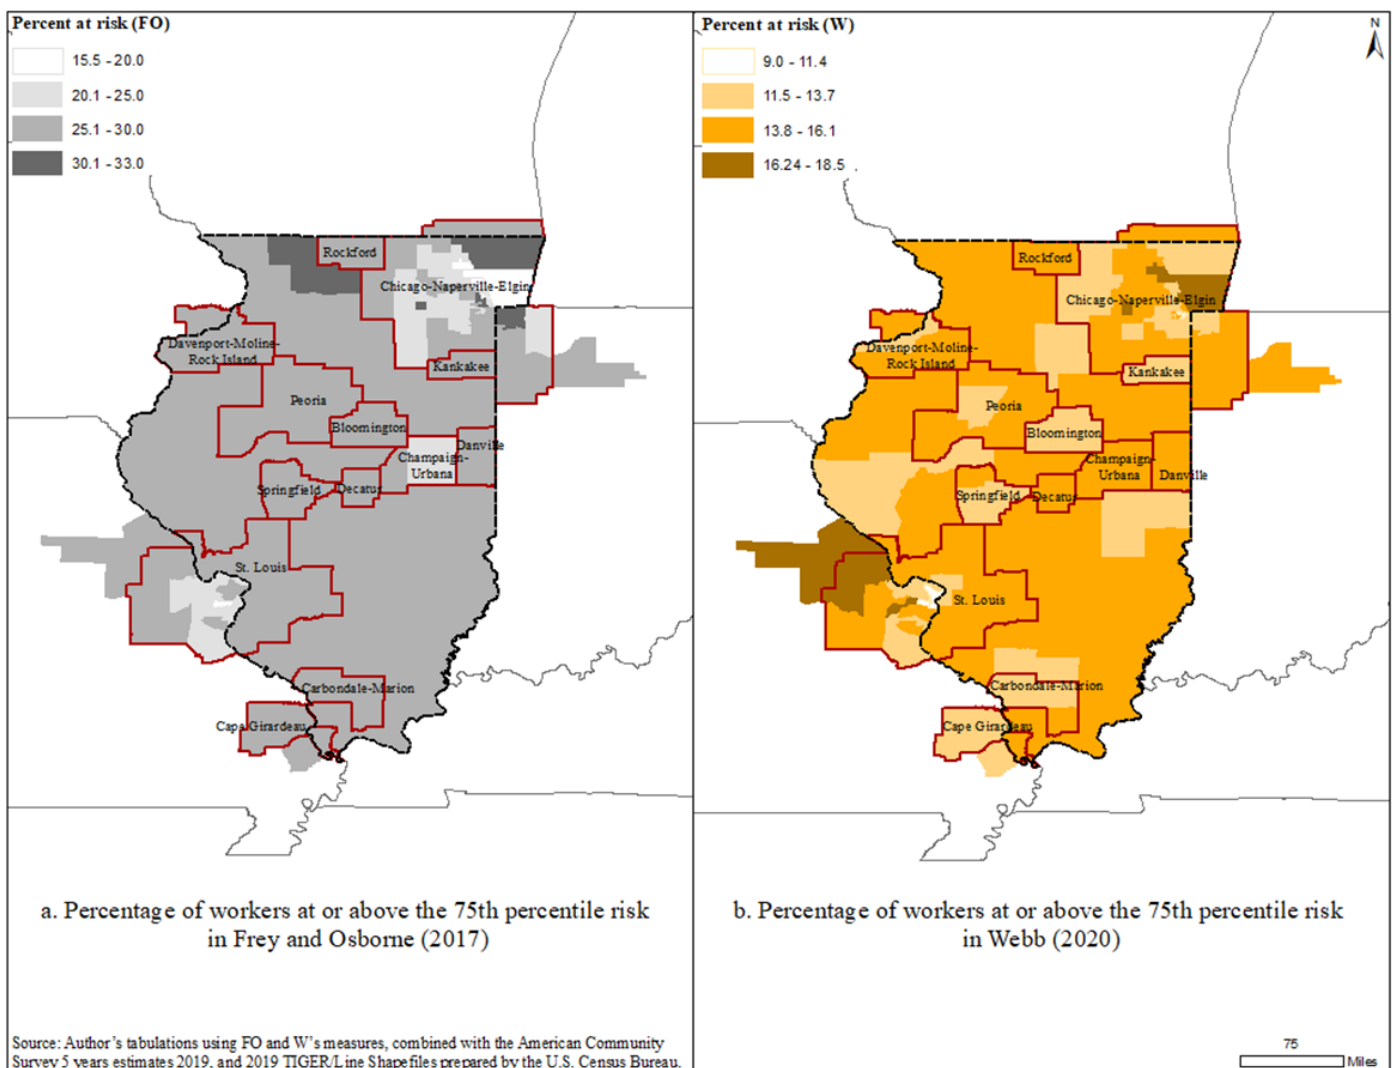 Percent at risk (FO)
15.5 - 20.0
20.1 - 25.0
25.1 - 30.0
30.1 - 33.0
Rockford
Chicago-Naperville-Elgin
Davenport-Moline-
Rock Island
Kankakee
Peoria
Bloomington
Danville
Champaign-
Urbana
Springfield
Decatur
St. Louis
Carbondale-Marion
Cape Girardeau
a. Percentage of workers at or above the 75th percentile risk
in Frey and Osborne (2017)
Source: Author's tabulations using FO and W's measures, combined with the American Community
Survey 5 years estimates 2019, and 2019 TIGER/Line Shapefiles prepared by the U.S. Census Bureau.
Percent at risk (W)
N
9.0 - 11.4
11.5 - 13.7
13.8 - 16.1
16.24 - 18.5
Rockford
Chicago-Naperville-Elgin
Davenport-Moline-
Rock Island
Kankakee
Peoria
Bloomington
Champaign-
Urbana
Danville
Springfield
Decatur
St. Louis
Carbondale-Marion
Cape Girardeau
b. Percentage of workers at or above the 75th percentile risk
in Webb (2020)
75
Miles